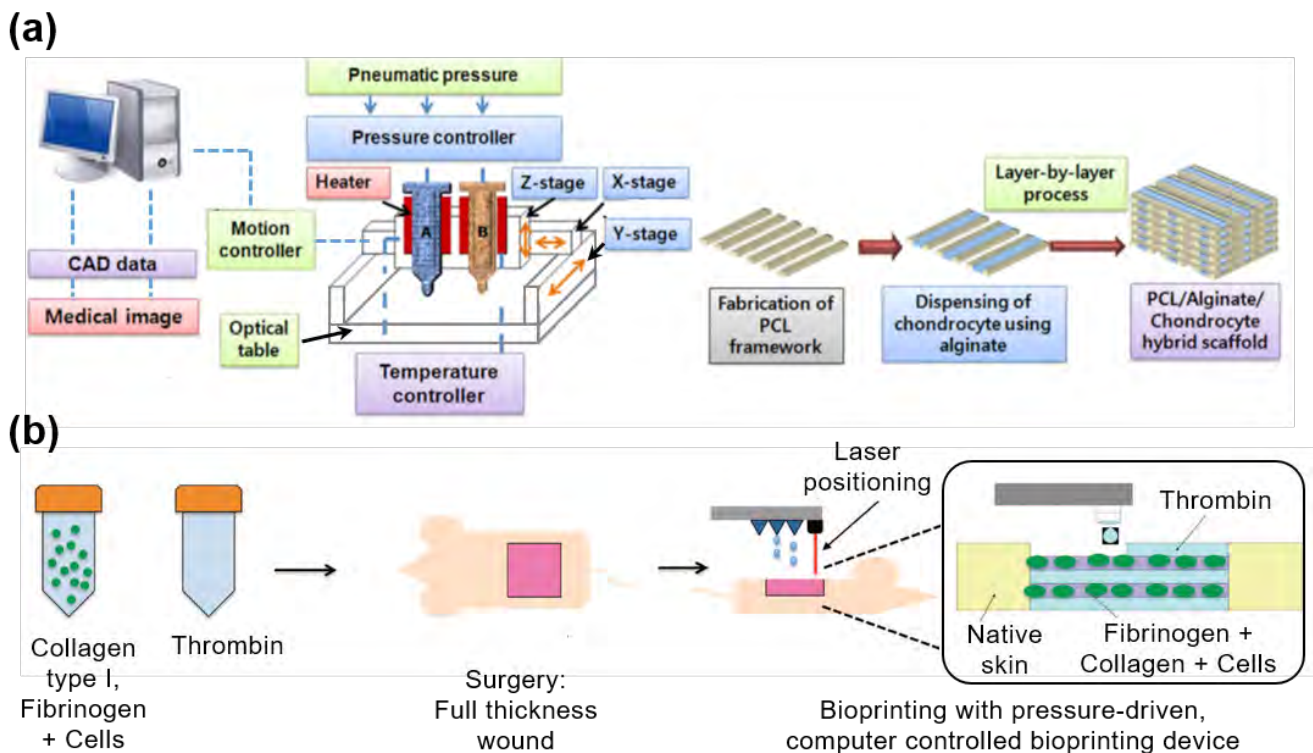 (a)
Pneumatic pressure
Pressure controller
Heater
Z-stage
X-stage
Y-stage
A
B
Motion
controller
CAD data
Medical image
Optical
table
Temperature
controller
Layer-by-layer
process
Fabrication of
PCL
framework
Dispensing of
chondrocyte using
alginate
PCL/Alginate/
Chondrocyte
hybrid scaffold
(b)
Collagen
type I,
Fibrinogen
+ Cells
Thrombin
Surgery:
Full thickness
wound
Laser
positioning
Thrombin
Native
skin
Fibrinogen +
Collagen + Cells
Bioprinting with pressure-driven,
computer controlled bioprinting device